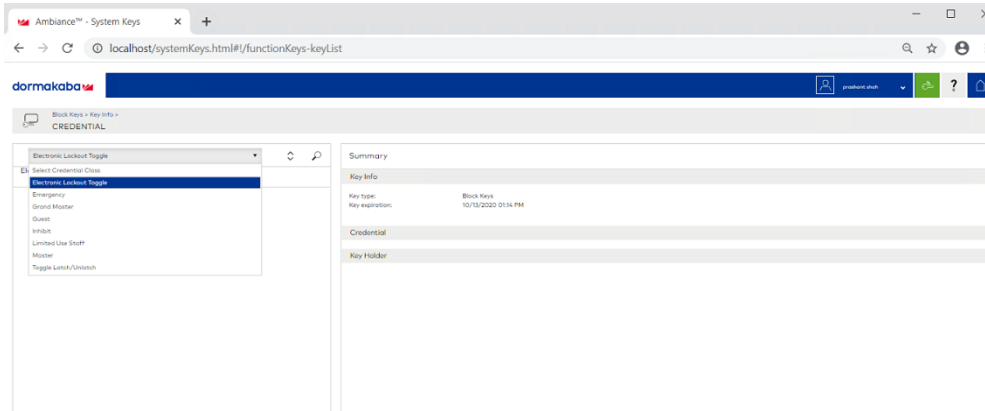 Ambiance™ - System Keys
localhost/systemKeys.html#!/functionKeys-keyList
dormakaba
prashant shah
?
Block Keys > Key Info >
CREDENTIAL
Electronic Lockout Toggle
Select Credential Class
Electronic Lockout Toggle
Emergency
Grand Master
Guest
Inhibit
Limited Use Staff
Master
Toggle Latch/Unlatch
Summary
Key Info
Key type: Block Keys
Key expiration: 10/13/2020 01:14 PM
Credential
Key Holder